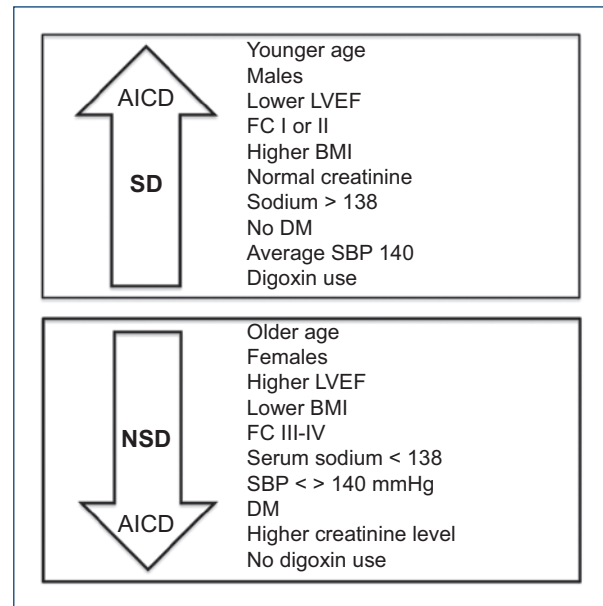 AICD
SD
Younger age
Males
Lower LVEF
FC I or II
Higher BMI
Normal creatinine
Sodium > 138
No DM
Average SBP 140
Digoxin use
NSD
AICD
Older age
Females
Higher LVEF
Lower BMI
FC III-IV
Serum sodium < 138
SBP < > 140 mmHg
DM
Higher creatinine level
No digoxin use